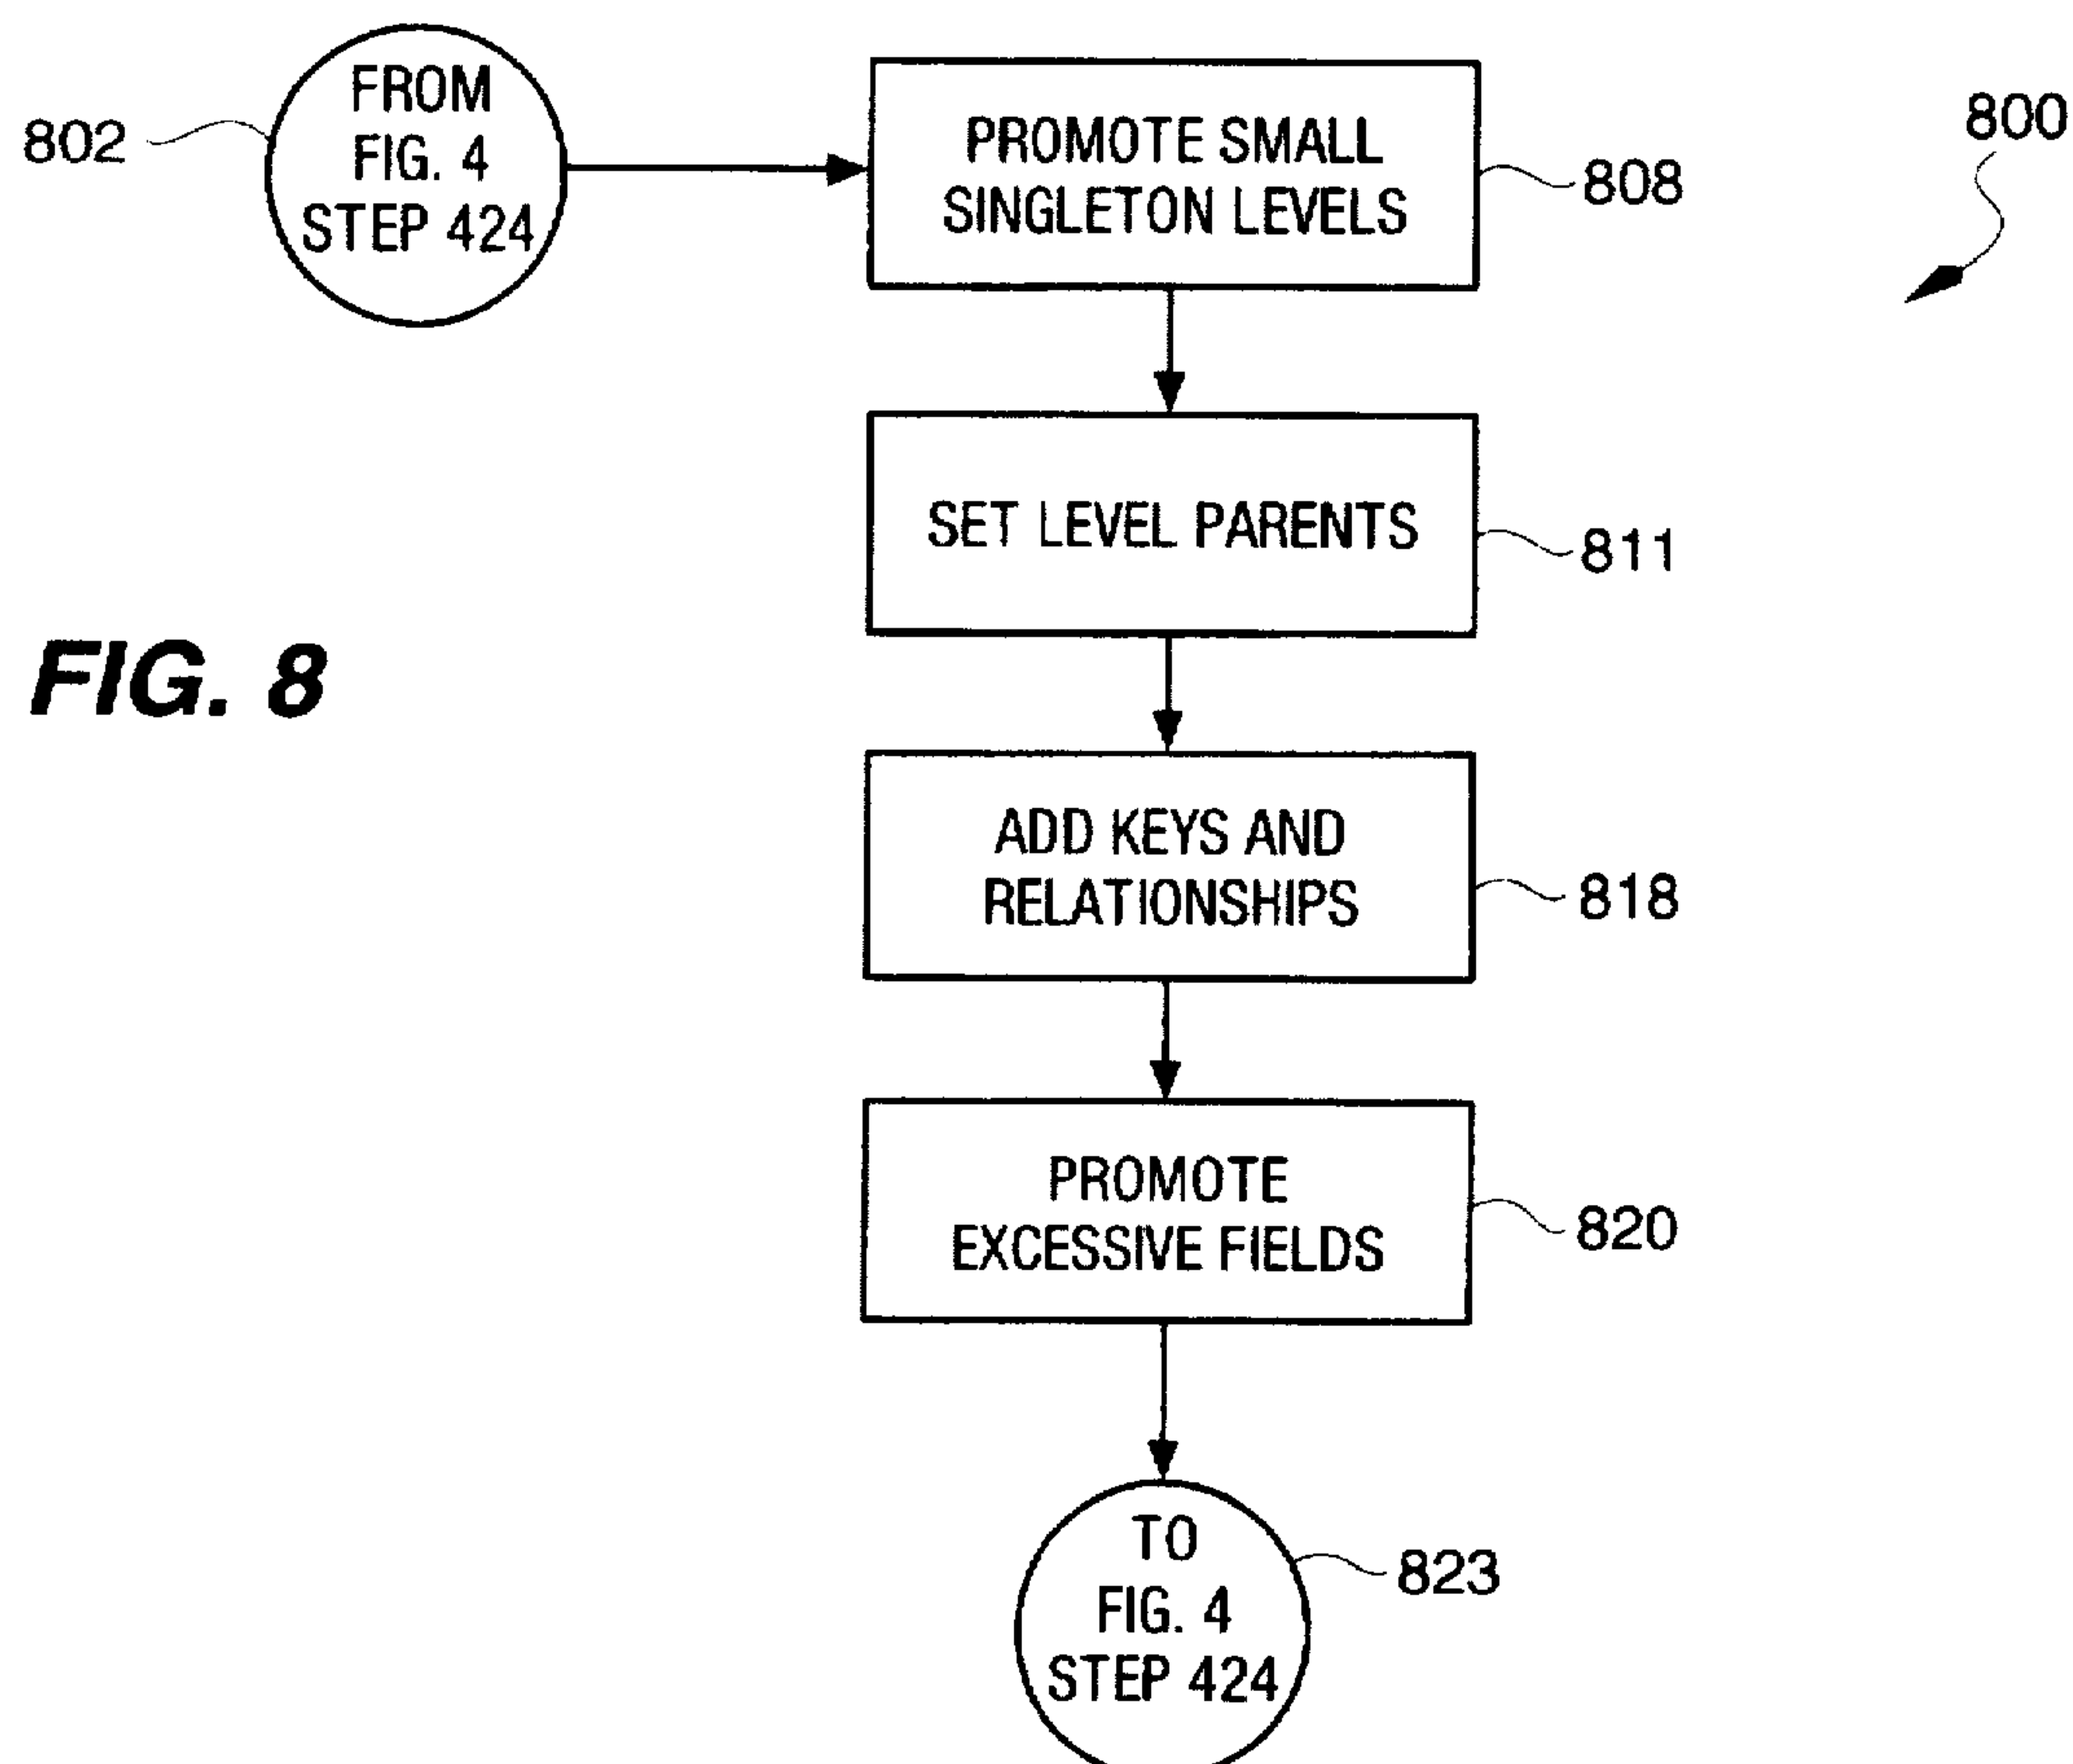 FROM
FIG. 4
STEP 424
802
PROMOTE SMALL
SINGLETON LEVELS
808
800
SET LEVEL PARENTS
811
FIG. 8
ADD KEYS AND
RELATIONSHIPS
818
PROMOTE
EXCESSIVE FIELDS
820
TO
FIG. 4
STEP 424
823